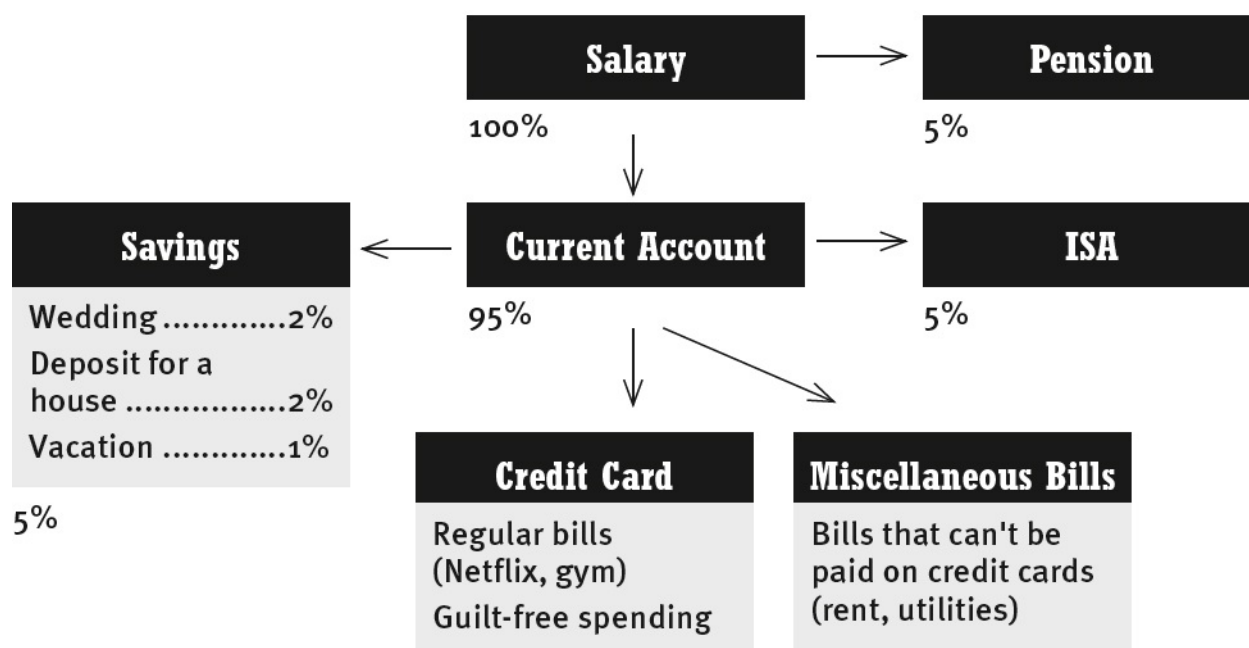 Salary
Pension
100%
5%
Savings
Current Account
ISA
Wedding .............2%
Deposit for a
house ..................2%
Vacation .............1%
5%
95%
5%
Credit Card
Regular bills
(Netflix, gym)
Guilt-free spending
Miscellaneous Bills
Bills that can't be
paid on credit cards
(rent, utilities)